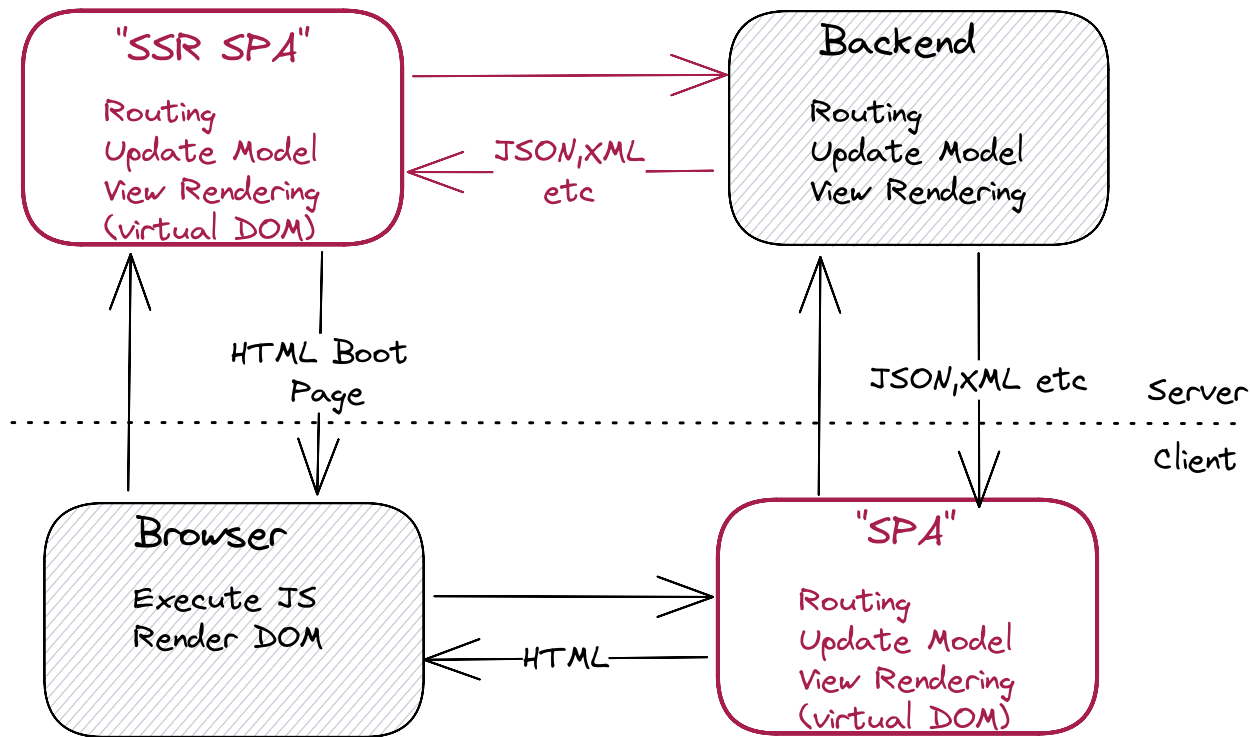 "SSR SPA"
Routing
Update Model
View Rendering
(virtual DOM)
JSON,XML
etc
Backend
Routing
Update Model
View Rendering
HTML Boot
Page
JSON,XML etc
Server
Client
Browser
Execute JS
Render DOM
HTML
"SPA"
Routing
Update Model
View Rendering
(virtual DOM)